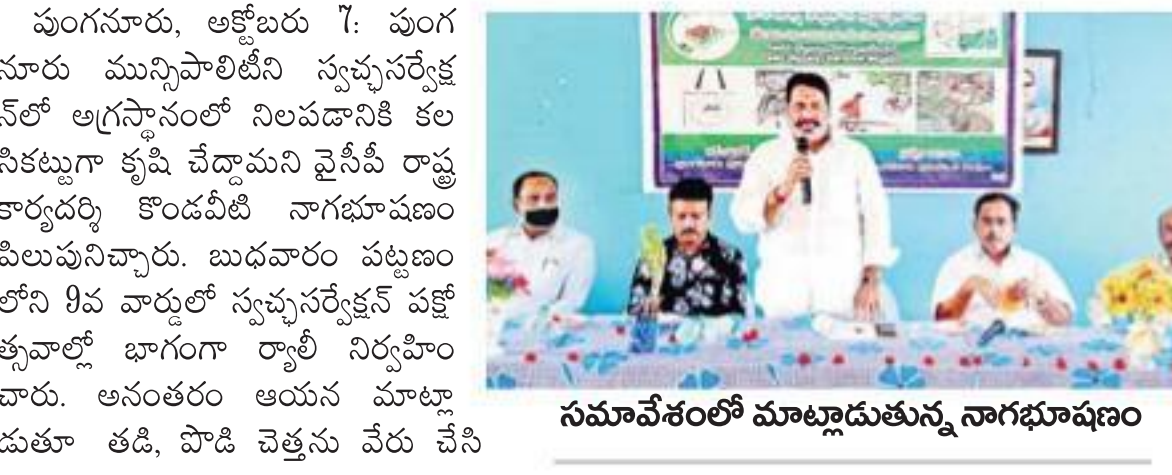 పుంగనూరు, అక్టోబరు 7: పుంగ
నూరు మున్సిపాలిటీని స్వచ్ఛసర్వేక్ష
న్‌లో అగ్రస్థానంలో నిలపడానికి కల
సికట్టుగా కృషి చేద్దామని వైసీపీ రాష్ట్ర
కార్యదర్శి కొండవీటి నాగభూషణం
పిలుపునిచ్చారు. బుధవారం పట్టణం
లోని 9వ వార్డులో స్వచ్ఛసర్వేక్షన్ పక్షో
త్సవాల్లో భాగంగా ర్యాలీ నిర్వహిం
చారు. అనంతరం ఆయన మాట్లా
డుతూ తడి, పొడి చెత్తను వేరు చేసి
సమావేశంలో మాట్లాడుతున్న నాగభూషణం